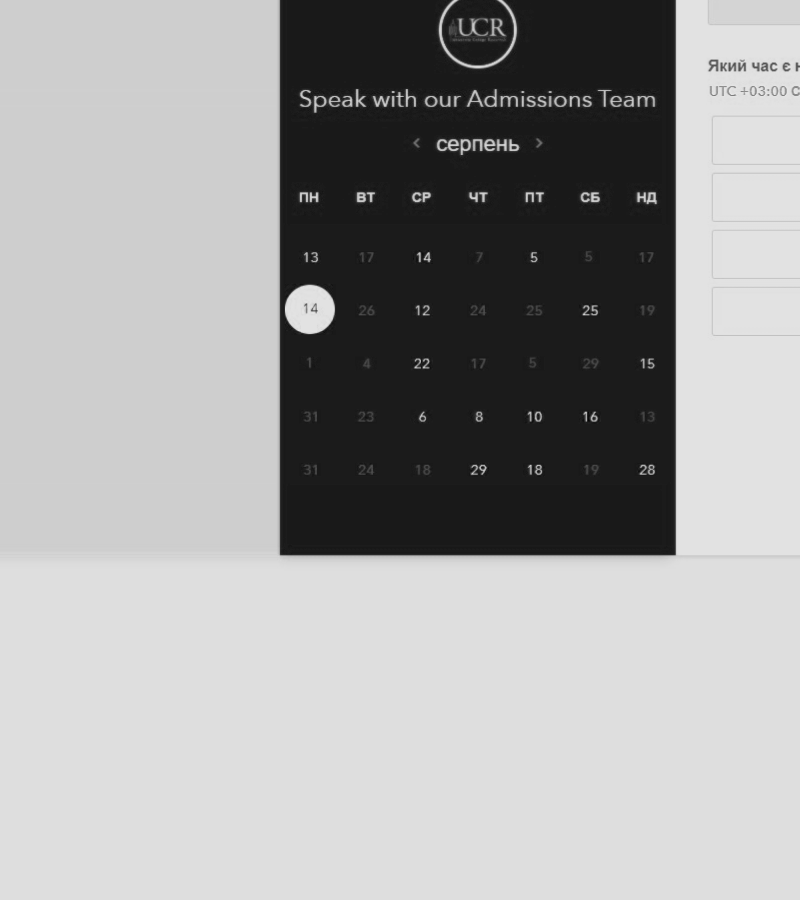 UCR
Speak with our Admissions Team
Який час є
UTC +03:00
‹ серпень ›
ПН ВТ СР ЧТ ПТ СБ НД
13 17 14 7 5 5 17
14 26 12 24 25 25 19
1 4 22 17 5 29 15
31 23 6 8 10 16 13
31 24 18 29 18 19 28